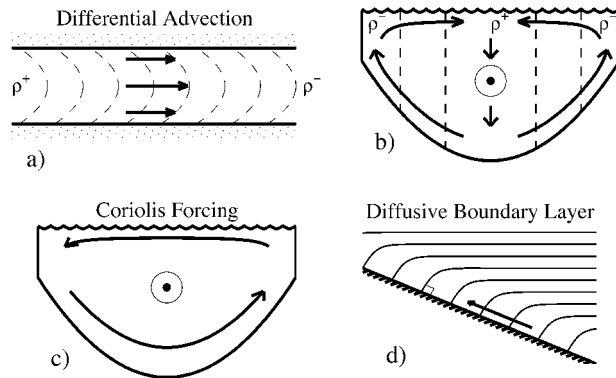 Differential Advection
ρ⁺
ρ⁻
a)
ρ⁻
ρ⁺
ρ⁻
b)
Coriolis Forcing
c)
Diffusive Boundary Layer
d)